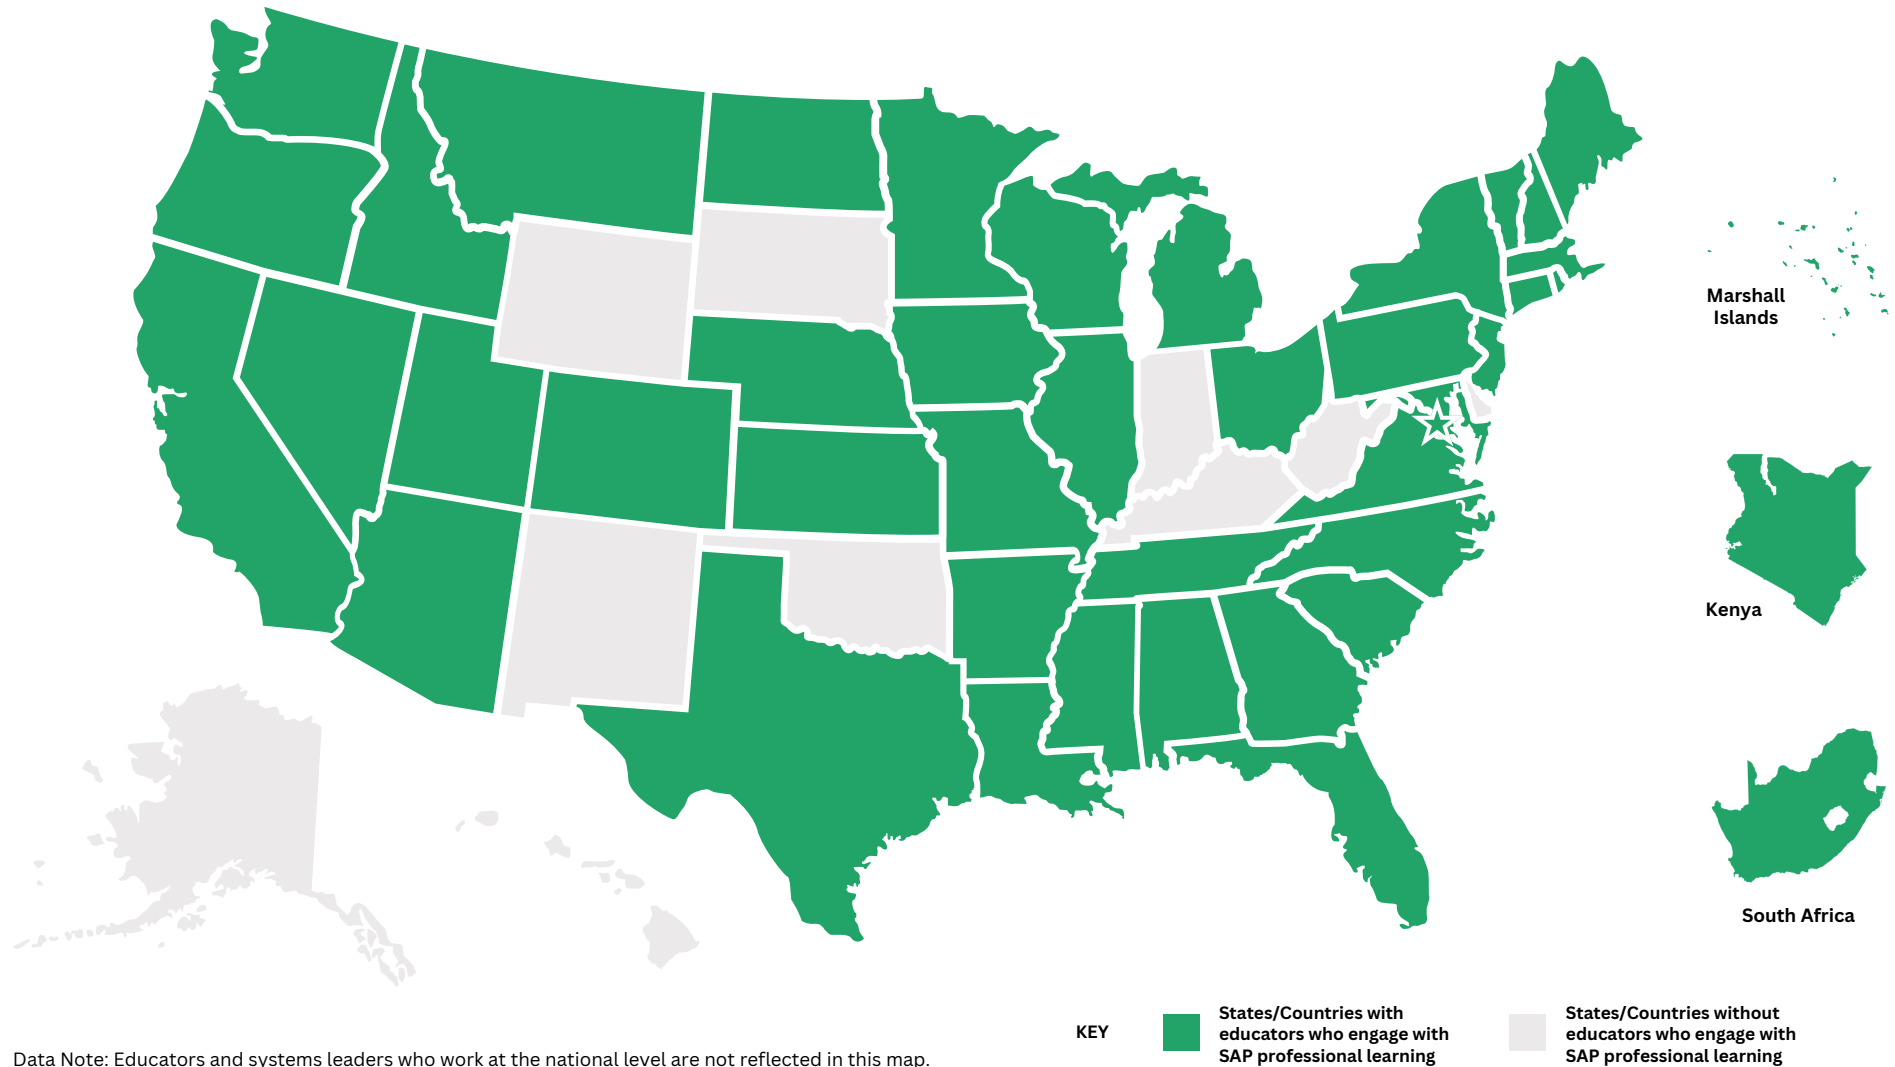 Marshall
Islands
Kenya
South Africa
KEY
States/Countries with
educators who engage with
SAP professional learning
States/Countries without
educators who engage with
SAP professional learning
Data Note: Educators and systems leaders who work at the national level are not reflected in this map.